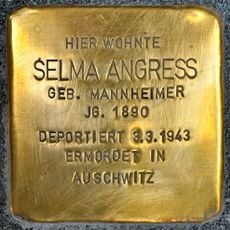 HIER WOHNTE
SELMA ANGRESS
GEB. MANNHEIMER
JG. 1890
DEPORTIERT 3.3.1943
ERMORDET IN
AUSCHWITZ